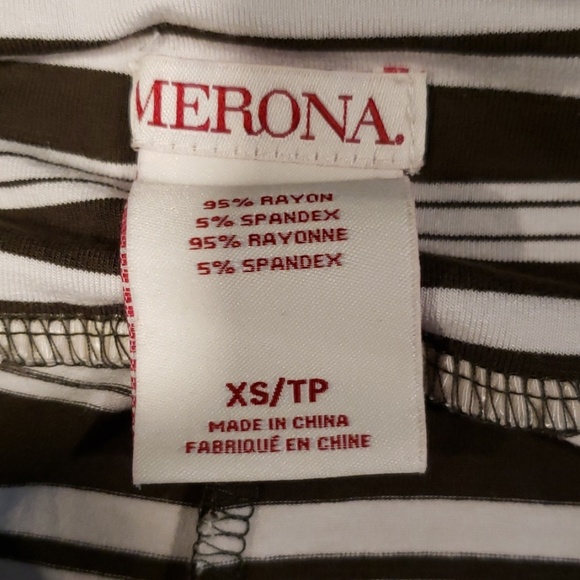 MERONA.
95% RAYON
5% SPANDEX
95% RAYONNE
5% SPANDEX
XS/TP
MADE IN CHINA
FABRIQUÉ EN CHINE